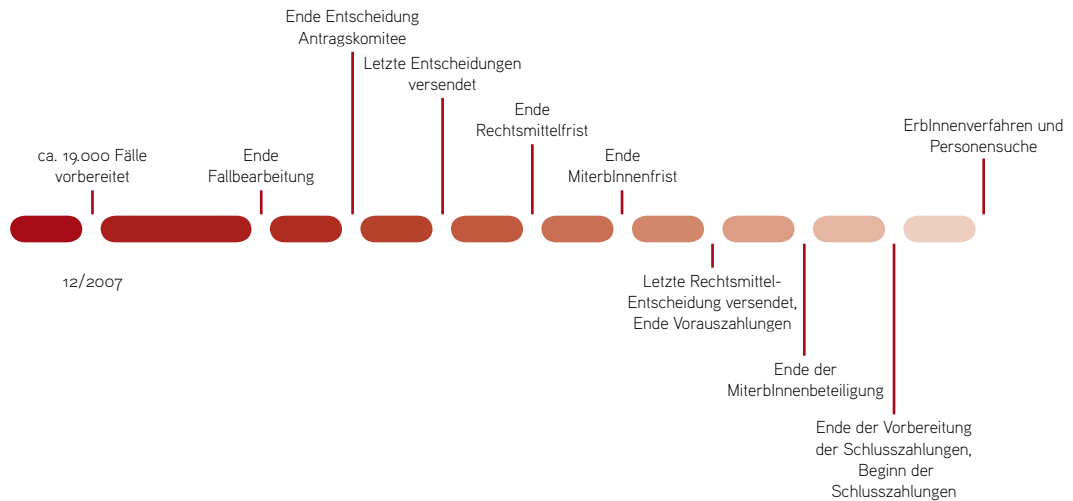 Ende Entscheidung
Antragskomitee
Letzte Entscheidungen
versendet
Ende
Rechtsmittelfrist
ErbInnenverfahren und
Personensuche
ca. 19.000 Fälle
vorbereitet
Ende
Fallbearbeitung
Ende
MiterbInnenfrist
12/2007
Letzte Rechtsmittel-
Entscheidung versendet,
Ende Vorauszahlungen
Ende der
MiterbInnenbeteiligung
Ende der Vorbereitung
der Schlusszahlungen,
Beginn der
Schlusszahlungen